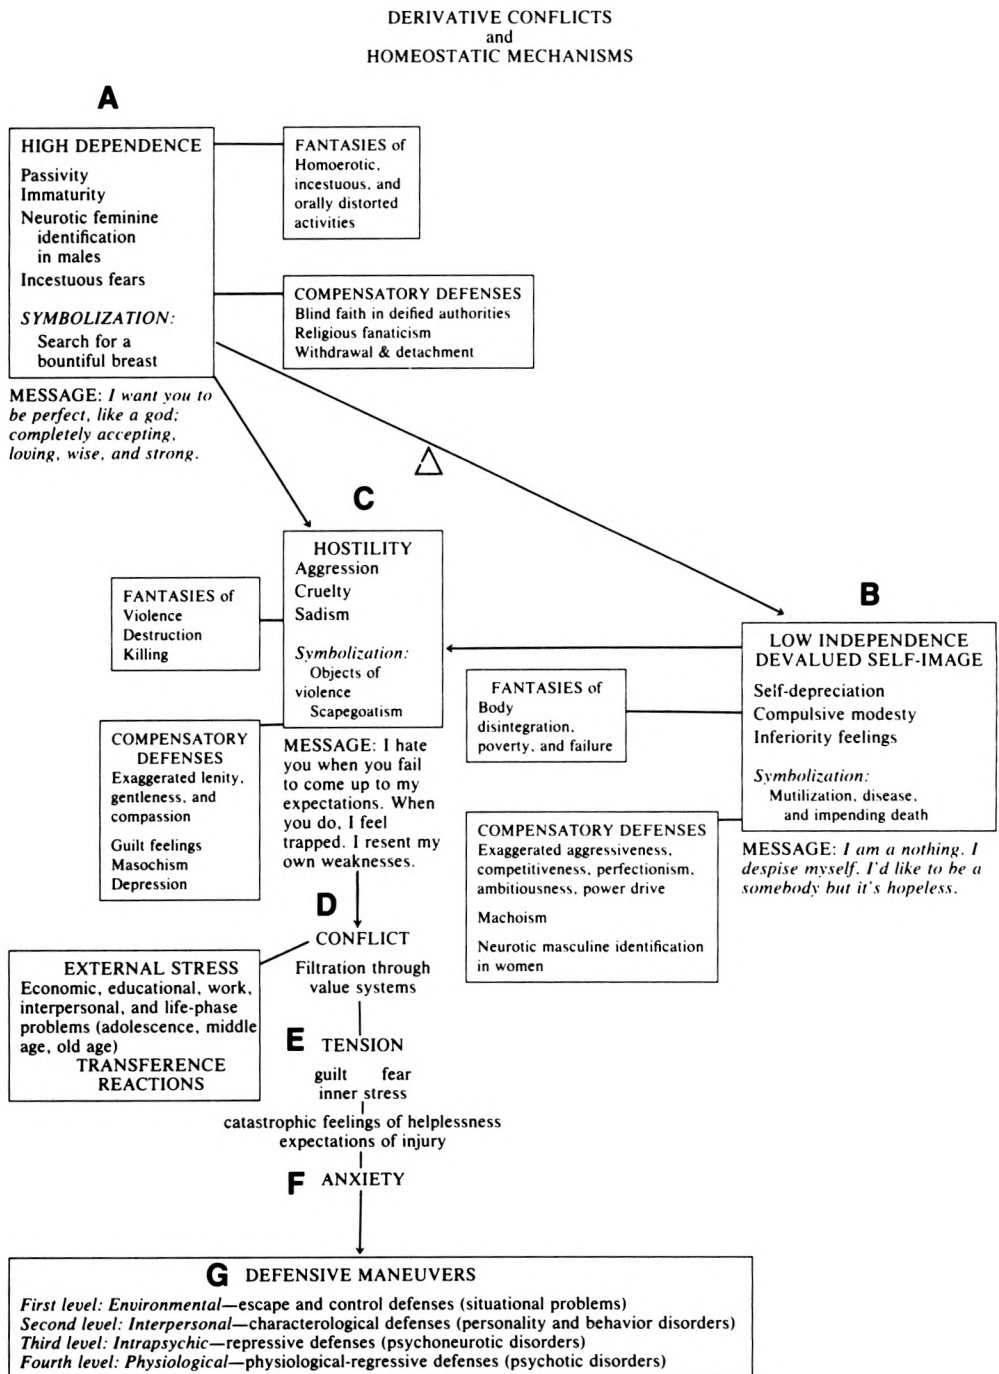 DERIVATIVE CONFLICTS
and
HOMEOSTATIC MECHANISMS
A
HIGH DEPENDENCE
Passivity
Immaturity
Neurotic feminine
identification
in males
Incestuous fears
SYMBOLIZATION:
Search for a
bountiful breast
MESSAGE: I want you to
be perfect, like a god;
completely accepting,
loving, wise, and strong.
FANTASIES of
Homoerotic,
incestuous, and
orally distorted
activities
COMPENSATORY DEFENSES
Blind faith in deified authorities
Religious fanaticism
Withdrawal & detachment
C
HOSTILITY
Aggression
Cruelty
Sadism
Symbolization:
Objects of
violence
Scapegoatism
MESSAGE: I hate
you when you fail
to come up to my
expectations. When
you do, I feel
trapped. I resent my
own weaknesses.
FANTASIES of
Violence
Destruction
Killing
COMPENSATORY
DEFENSES
Exaggerated lenity,
gentleness, and
compassion
Guilt feelings
Masochism
Depression
B
LOW INDEPENDENCE
DEVALUED SELF-IMAGE
Self-depreciation
Compulsive modesty
Inferiority feelings
Symbolization:
Mutilization, disease,
and impending death
MESSAGE: I am a nothing. I
despise myself. I'd like to be a
somebody but it's hopeless.
FANTASIES of
Body
disintegration,
poverty, and failure
COMPENSATORY DEFENSES
Exaggerated aggressiveness,
competitiveness, perfectionism,
ambitiousness, power drive
Machoism
Neurotic masculine identification
in women
D
CONFLICT
Filtration through
value systems
EXTERNAL STRESS
Economic, educational, work,
interpersonal, and life-phase
problems (adolescence, middle
age, old age)
TRANSFERENCE
REACTIONS
E TENSION
guilt fear
inner stress
catastrophic feelings of helplessness
expectations of injury
F ANXIETY
G DEFENSIVE MANEUVERS
First level: Environmental—escape and control defenses (situational problems)
Second level: Interpersonal—characterological defenses (personality and behavior disorders)
Third level: Intrapsychic—repressive defenses (psychoneurotic disorders)
Fourth level: Physiological—physiological-regressive defenses (psychotic disorders)